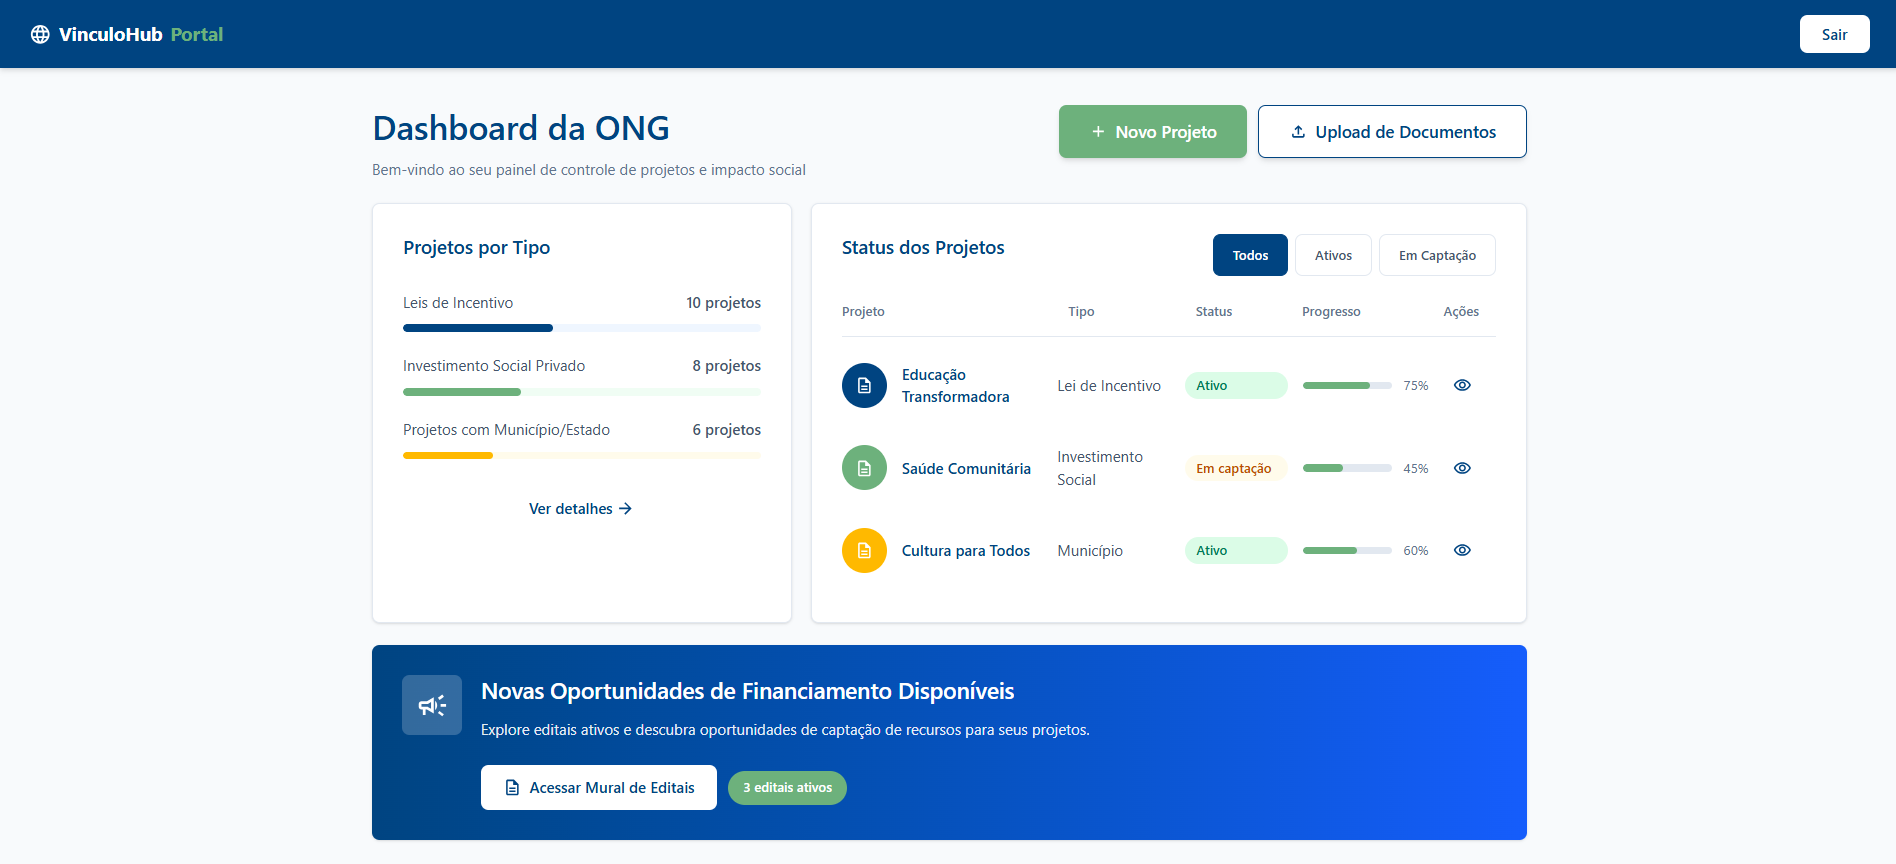 VinculoHub Portal
Sair
Dashboard da ONG
Bem-vindo ao seu painel de controle de projetos e impacto social
Novo Projeto
Upload de Documentos
Projetos por Tipo
Leis de Incentivo 10 projetos
Investimento Social Privado 8 projetos
Projetos com Município/Estado 6 projetos
Ver detalhes
Status dos Projetos
Todos Ativos Em Captação
Projeto Tipo Status Progresso Ações
Educação
Transformadora
Lei de Incentivo
Ativo
75%
Saúde Comunitária
Investimento
Social
Em captação
45%
Cultura para Todos
Município
Ativo
60%
Novas Oportunidades de Financiamento Disponíveis
Explore editais ativos e descubra oportunidades de captação de recursos para seus projetos.
Acessar Mural de Editais
3 editais ativos